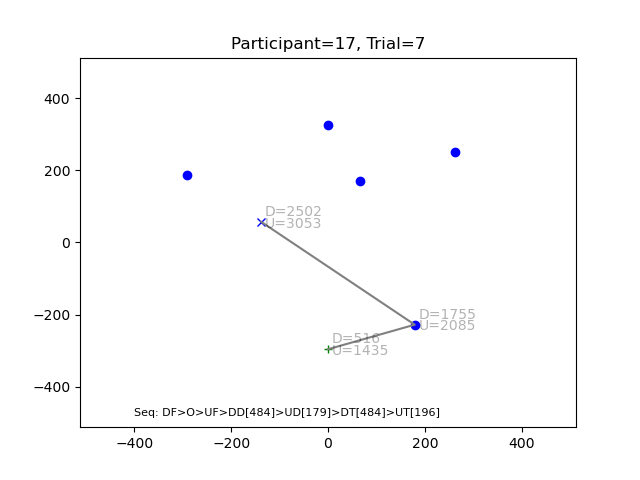 Participant=17, Trial=7
400
200
0
−200
−400
D=2502
U=3053
D=1755
U=2085
D=516
U=1435
Seq: DF>O>UF>DD[484]>UD[179]>DT[484]>UT[196]
−400 −200 0 200 400